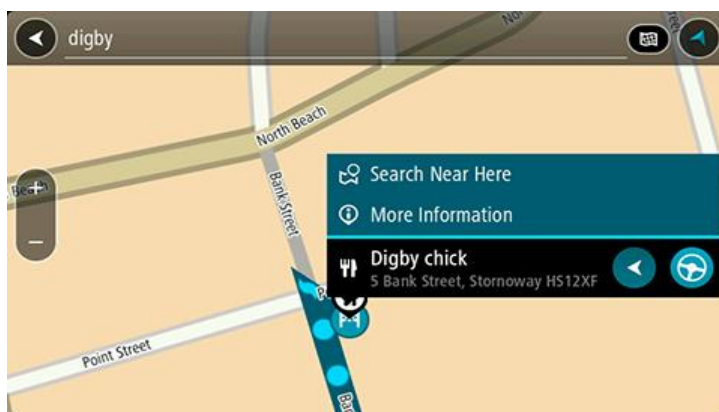 digby
North Beach
Bank Street
Search Near Here
More Information
Digby chick
5 Bank Street, Stornoway HS12XF
Point Street